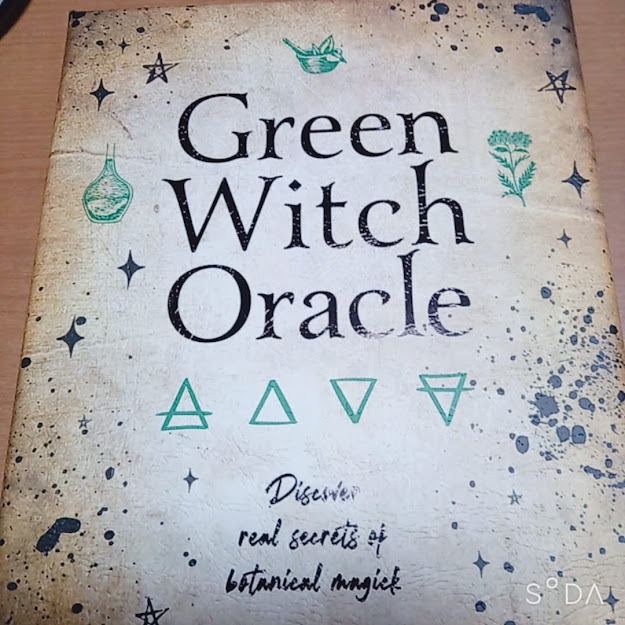 Green
Witch
Oracle
Discover
real secrets of
botanical magick
SODA